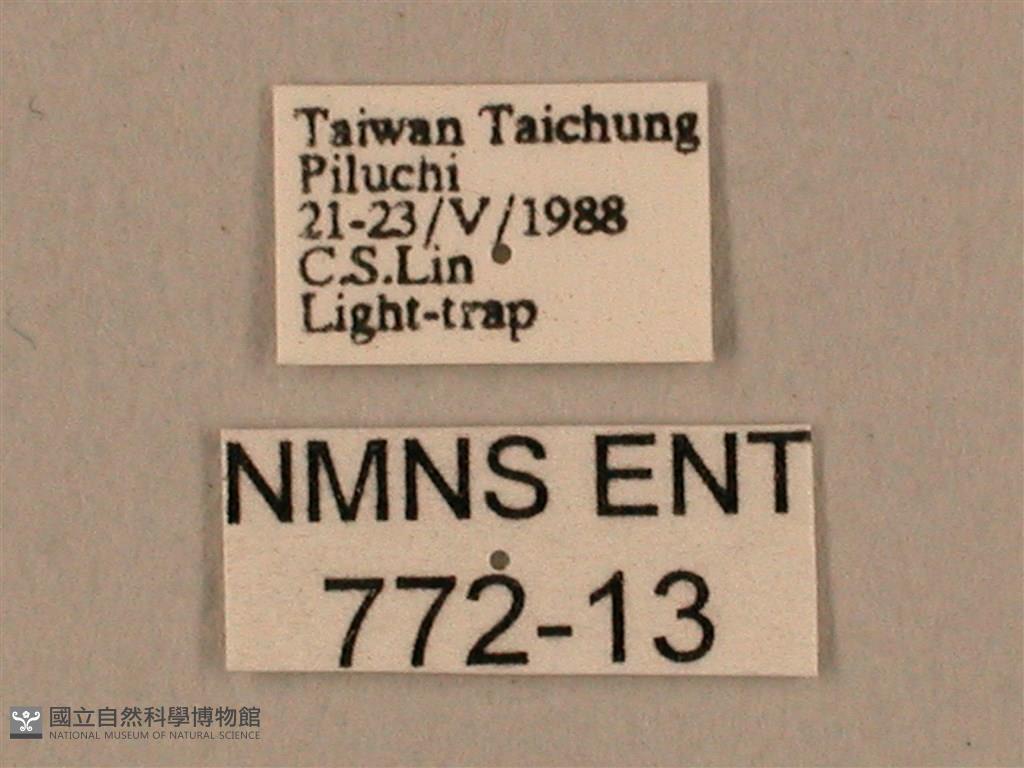 Taiwan Taichung
Piluchi
21-23/V/1988
C.S.Lin
Light-trap
NMNS ENT
772-13
國立自然科學博物館
NATIONAL MUSEUM OF NATURAL SCIENCE